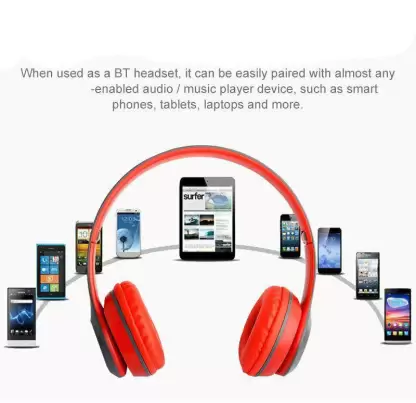 When used as a BT headset, it can be easily paired with almost any
-enabled audio / music player device, such as smart
phones, tablets, laptops and more.
surfer